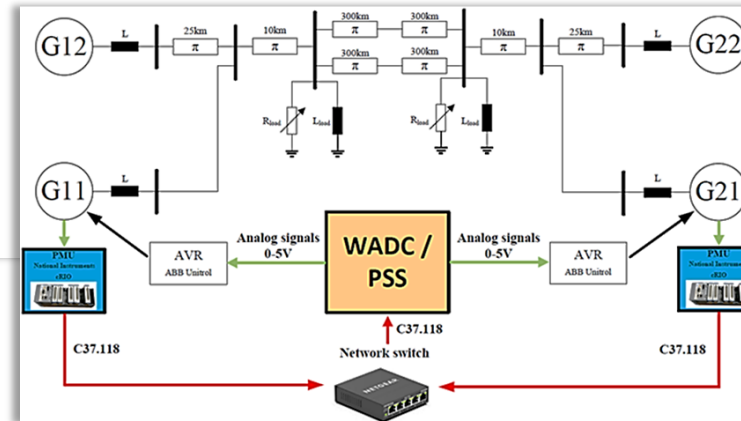 300km 300km
25km 10km 10km 25km
G12 L π π π π π π L G22
300km 300km
π π
Rload Lload Rload Lload
L L
G11 G21
Analog signals
0-5V
WADC /
PSS
Analog signals
0-5V
AVR
ABB Unitrol
AVR
ABB Unitrol
PMU
National Instruments
cRIO
PMU
National Instruments
cRIO
C37.118
C37.118
C37.118
Network switch
NETGEAR